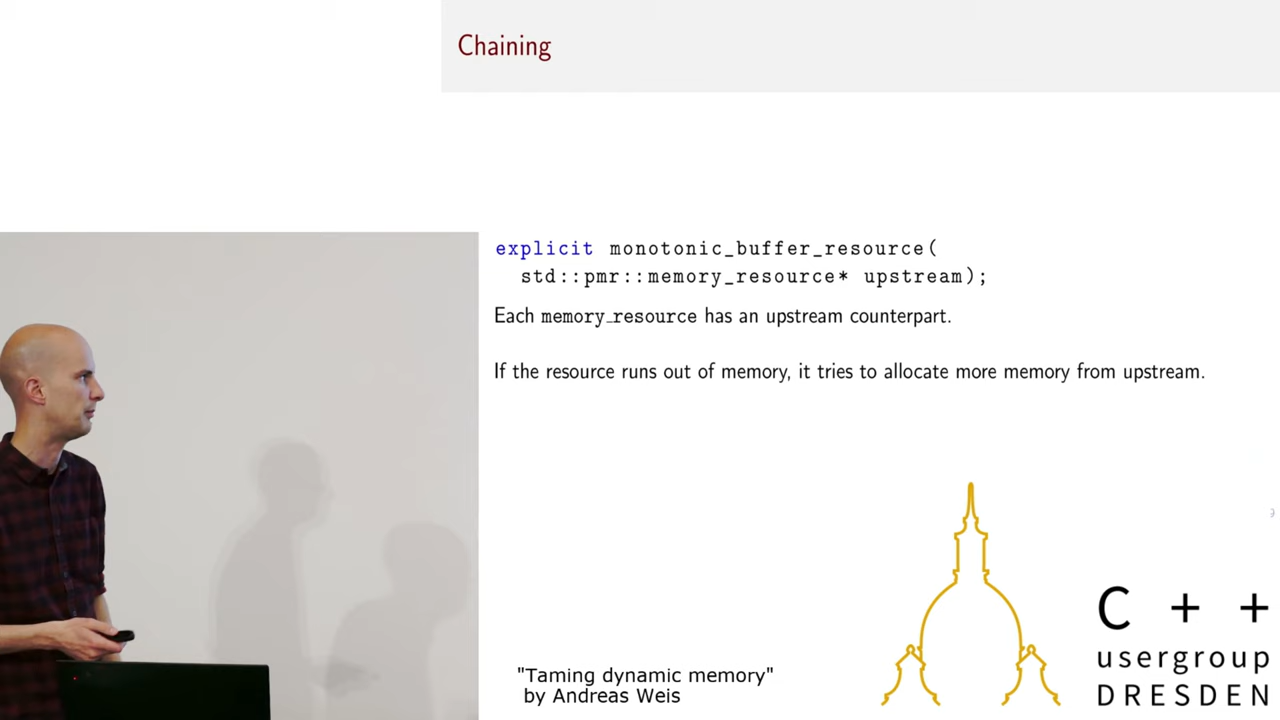 Chaining
explicit monotonic_buffer_resource(
std::pmr::memory_resource* upstream);
Each memory_resource has an upstream counterpart.
If the resource runs out of memory, it tries to allocate more memory from upstream.
9
"Taming dynamic memory"
by Andreas Weis
C + +
usergroup
DRESDEN